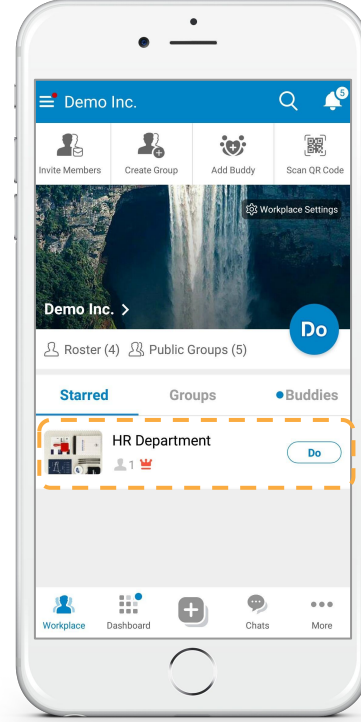 Demo Inc.
5
Invite Members
Create Group
Add Buddy
Scan QR Code
Workplace Settings
Demo Inc. >
Do
Roster (4)
Public Groups (5)
Starred
Groups
Buddies
HR Department
1
Do
Workplace
Dashboard
Chats
More